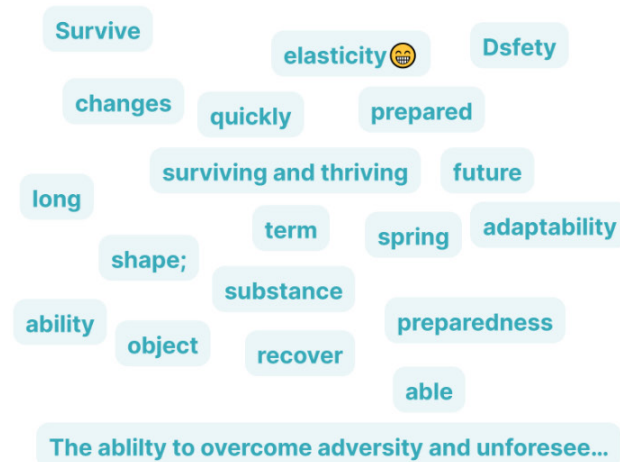 Survive
elasticity😁
Dsfety
changes
quickly
prepared
surviving and thriving
future
long
term
spring
adaptability
shape;
substance
ability
object
recover
preparedness
able
The ablilty to overcome adversity and unforesee...